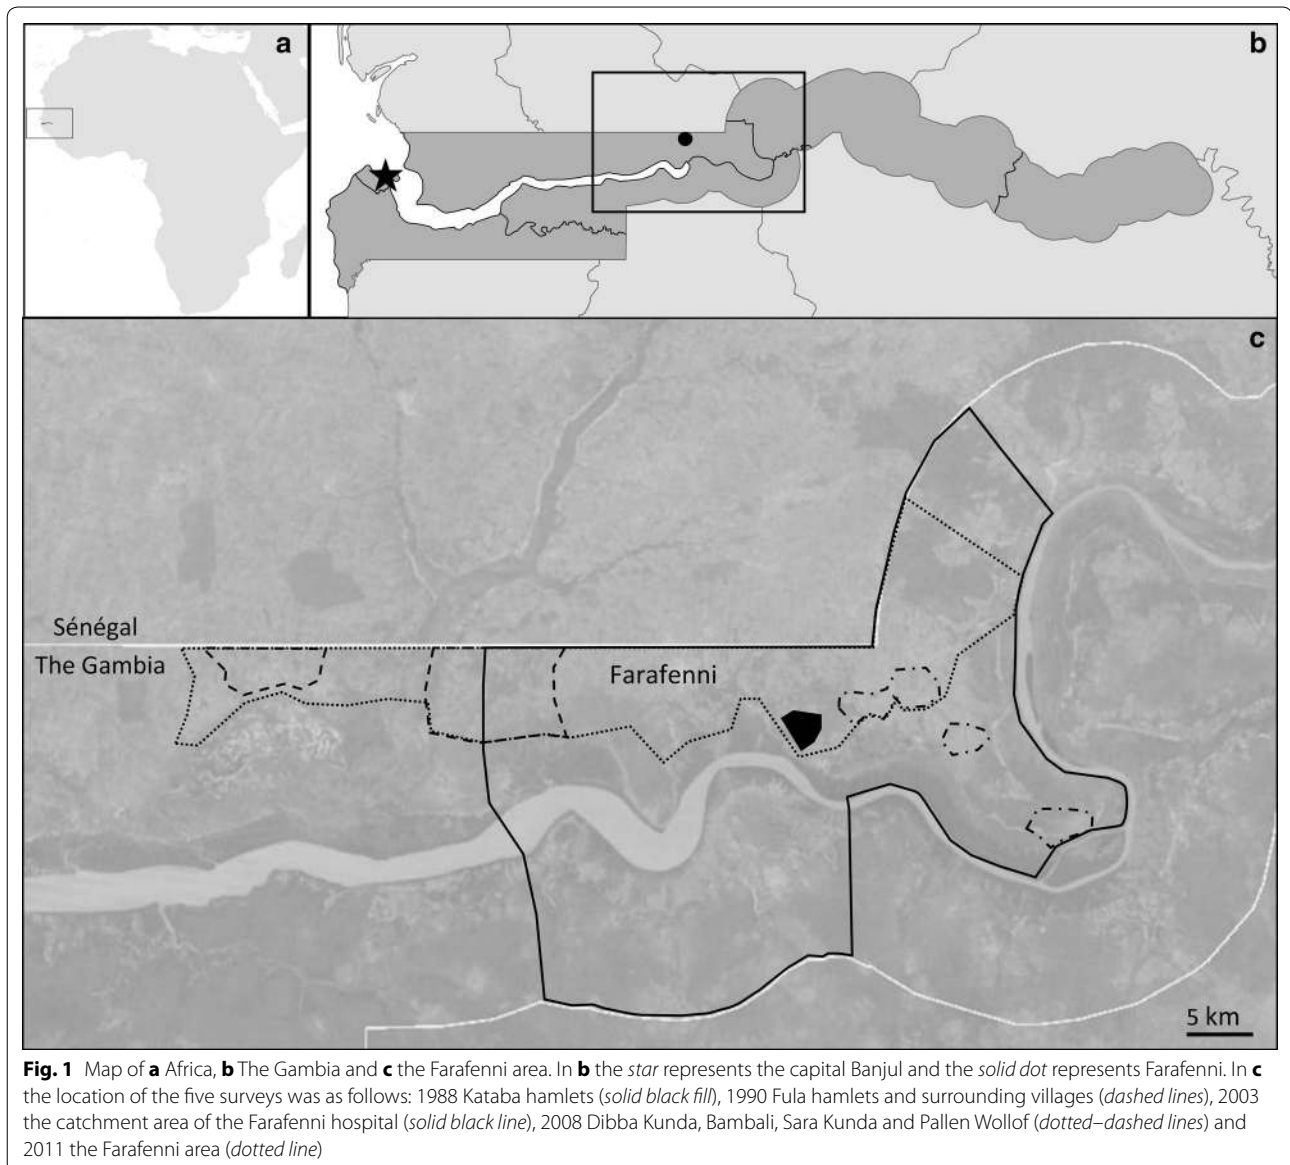 a
b
c
Sénégal
The Gambia
Farafenni
5 km
Fig. 1 Map of a Africa, b The Gambia and c the Farafenni area. In b the star represents the capital Banjul and the solid dot represents Farafenni. In c
the location of the five surveys was as follows: 1988 Kataba hamlets (solid black fill), 1990 Fula hamlets and surrounding villages (dashed lines), 2003
the catchment area of the Farafenni hospital (solid black line), 2008 Dibba Kunda, Bambali, Sara Kunda and Pallen Wollof (dotted–dashed lines) and
2011 the Farafenni area (dotted line)